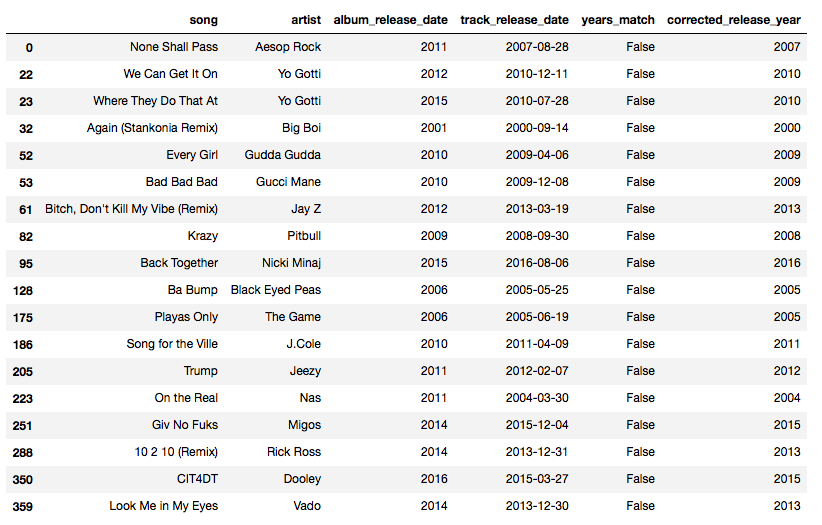 song artist album_release_date track_release_date years_match corrected_release_year
0 None Shall Pass Aesop Rock 2011 2007-08-28 False 2007
22 We Can Get It On Yo Gotti 2012 2010-12-11 False 2010
23 Where They Do That At Yo Gotti 2015 2010-07-28 False 2010
32 Again (Stankonia Remix) Big Boi 2001 2000-09-14 False 2000
52 Every Girl Gudda Gudda 2010 2009-04-06 False 2009
53 Bad Bad Bad Gucci Mane 2010 2009-12-08 False 2009
61 Bitch, Don't Kill My Vibe (Remix) Jay Z 2012 2013-03-19 False 2013
82 Krazy Pitbull 2009 2008-09-30 False 2008
95 Back Together Nicki Minaj 2015 2016-08-06 False 2016
128 Ba Bump Black Eyed Peas 2006 2005-05-25 False 2005
175 Playas Only The Game 2006 2005-06-19 False 2005
186 Song for the Ville J.Cole 2010 2011-04-09 False 2011
205 Trump Jeezy 2011 2012-02-07 False 2012
223 On the Real Nas 2011 2004-03-30 False 2004
251 Giv No Fuks Migos 2014 2015-12-04 False 2015
288 10 2 10 (Remix) Rick Ross 2014 2013-12-31 False 2013
350 CIT4DT Dooley 2016 2015-03-27 False 2015
359 Look Me in My Eyes Vado 2014 2013-12-30 False 2013